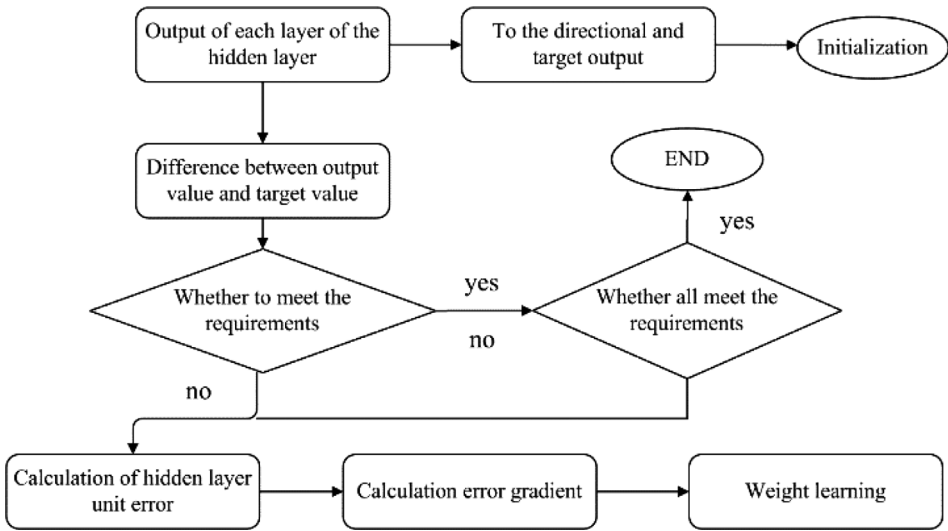 Output of each layer of the
hidden layer
To the directional and
target output
Initialization
Difference between output
value and target value
END
yes
Whether to meet the
requirements
yes
no
Whether all meet the
requirements
no
Calculation of hidden layer
unit error
Calculation error gradient
Weight learning